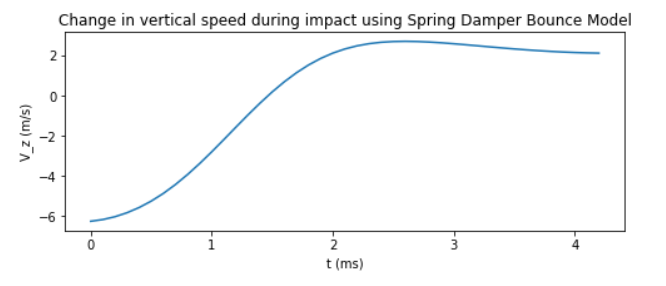 Change in vertical speed during impact using Spring Damper Bounce Model
V_z (m/s)
2
0
−2
−4
−6
0 1 2 3 4
t (ms)